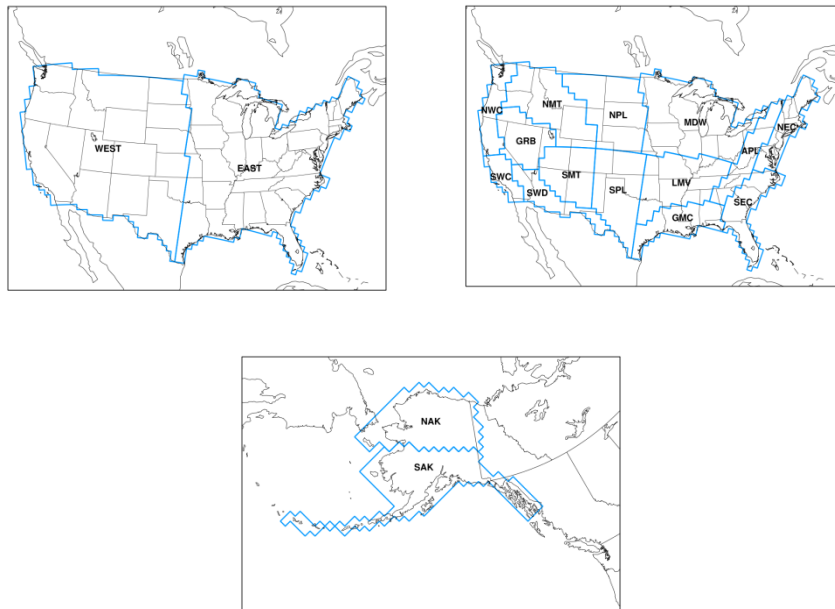 WEST
EAST
NWC
NMT
NPL
MDW
NEC
GRB
APL
SWC
SWD
SMT
SPL
LMV
SEC
GMC
NAK
SAK